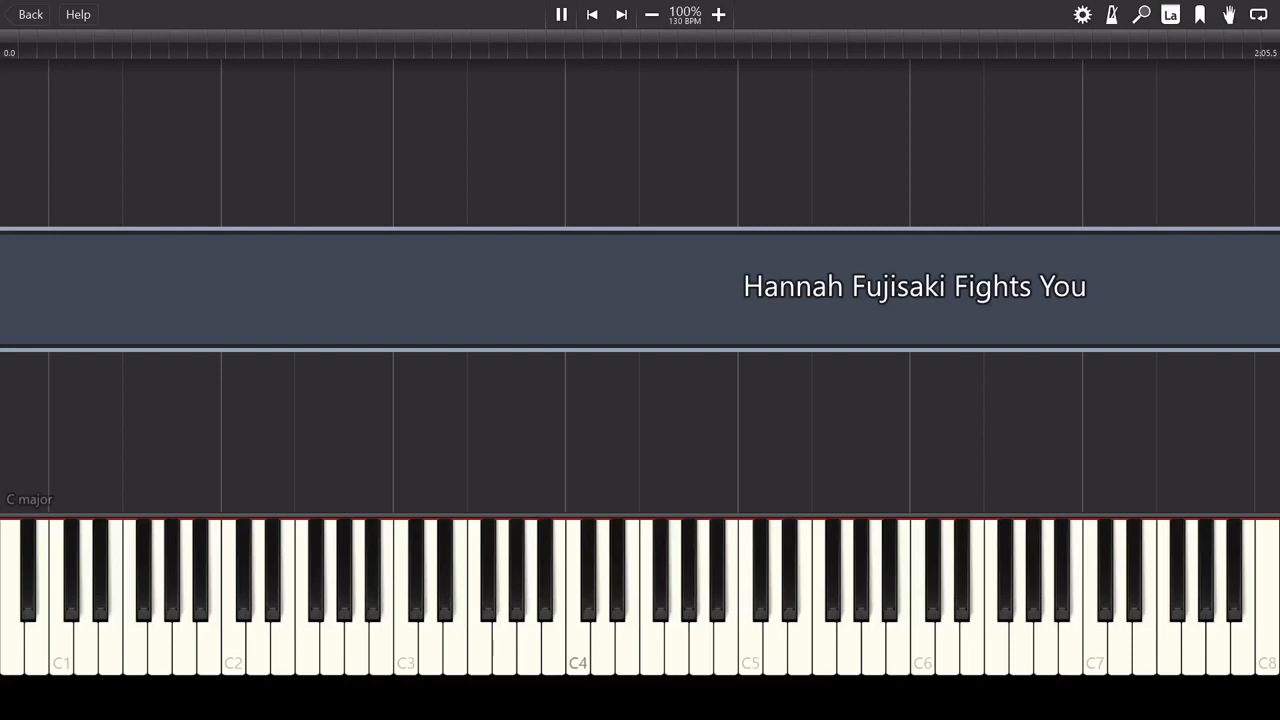 Back Help 100% La
130 BPM
0.0 2:05.5
Hannah Fujisaki Fights You
C major
C1 C2 C3 C4 C5 C6 C7 C8